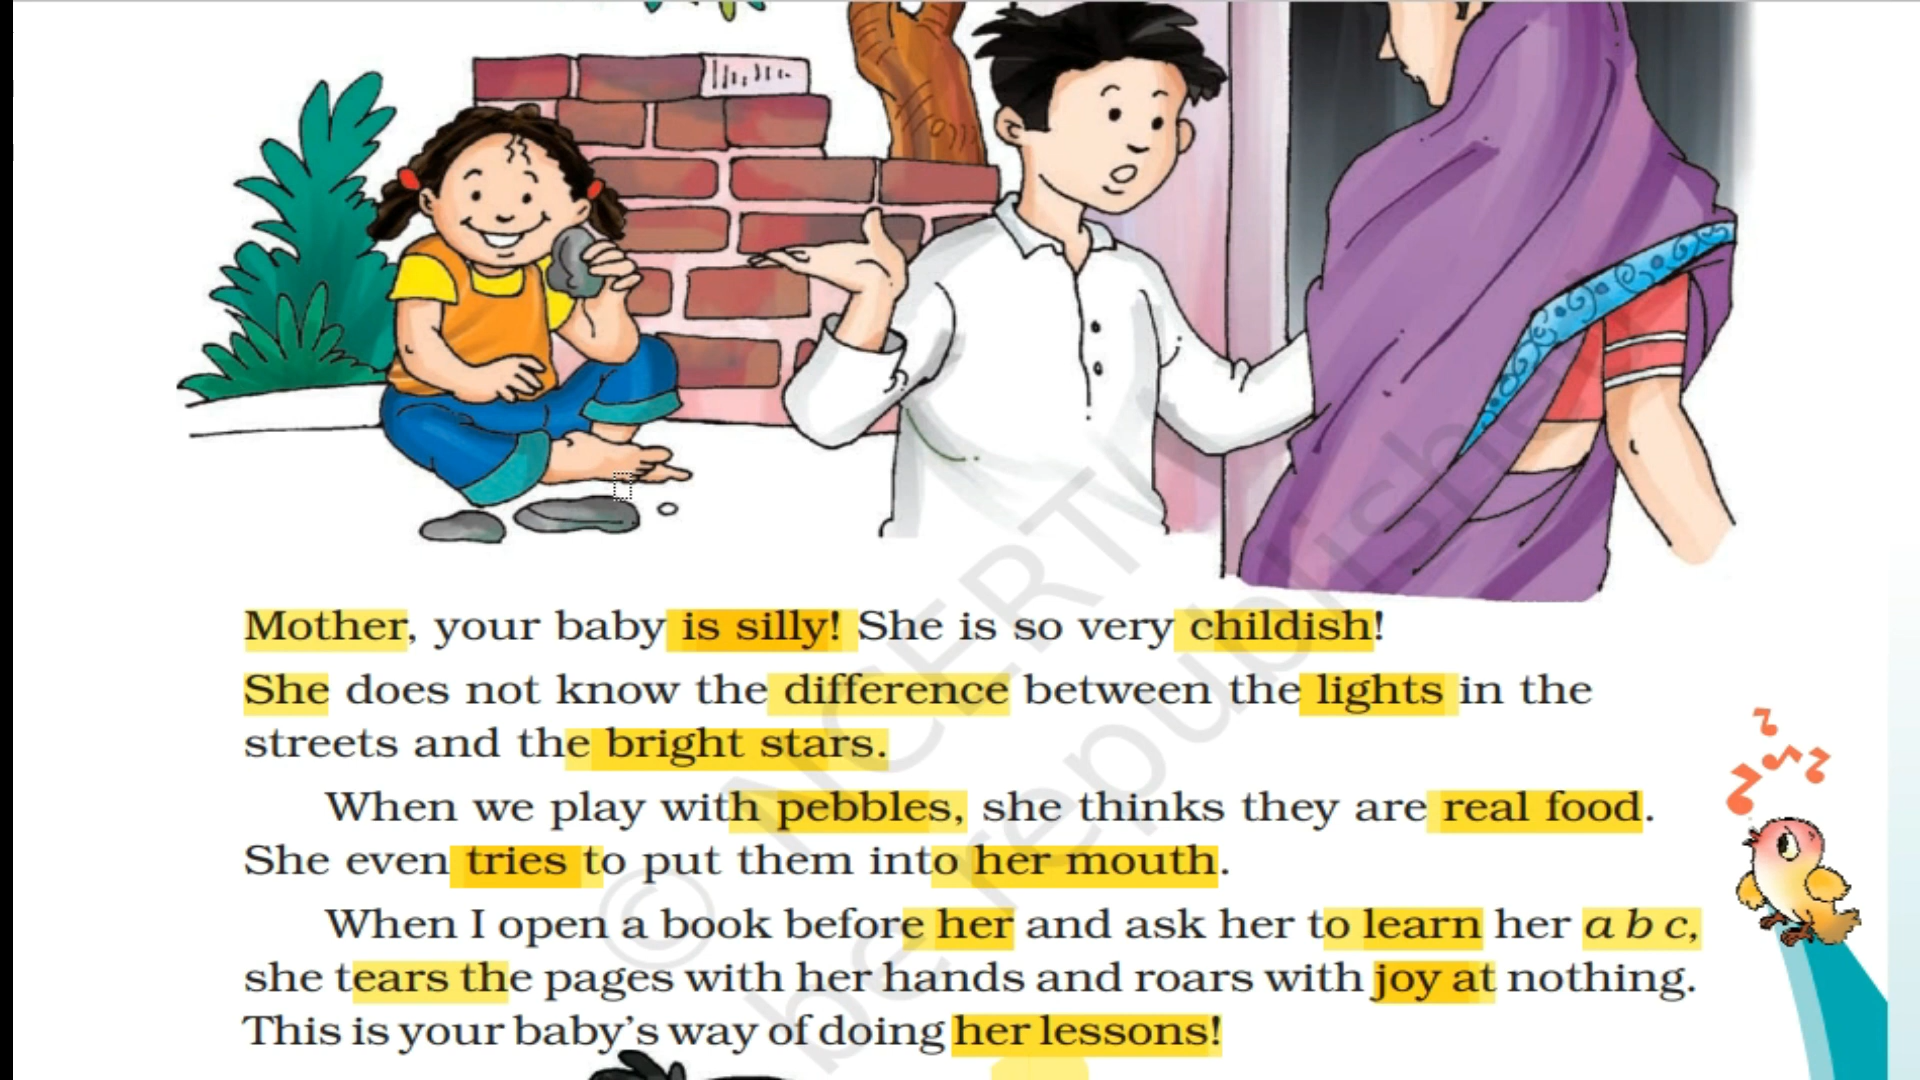 Mother, your baby is silly! She is so very childish!
She does not know the difference between the lights in the
streets and the bright stars.
When we play with pebbles, she thinks they are real food.
She even tries to put them into her mouth.
When I open a book before her and ask her to learn her a b c,
she tears the pages with her hands and roars with joy at nothing.
This is your baby's way of doing her lessons!
© NCERT
be republished